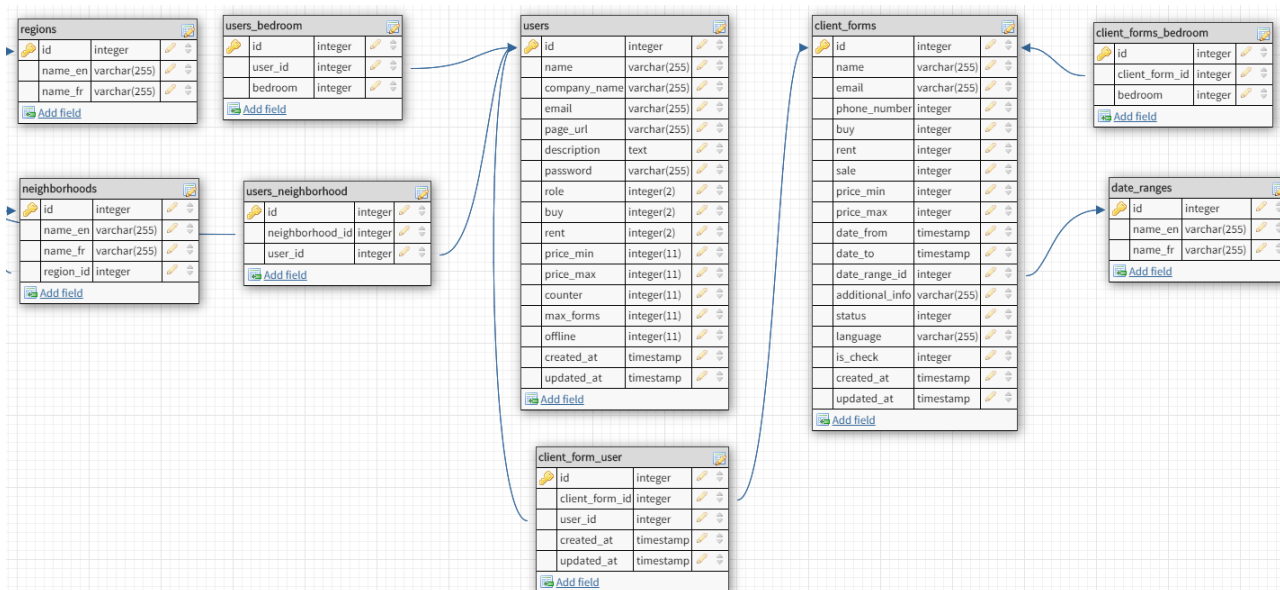 regions
id integer
name_en varchar(255)
name_fr varchar(255)
Add field
users_bedroom
id integer
user_id integer
bedroom integer
Add field
users
id integer
name varchar(255)
company_name varchar(255)
email varchar(255)
page_url varchar(255)
description text
password varchar(255)
role integer(2)
buy integer(2)
rent integer(2)
price_min integer(11)
price_max integer(11)
counter integer(11)
max_forms integer(11)
offline integer(11)
created_at timestamp
updated_at timestamp
Add field
client_forms
id integer
name varchar(255)
email varchar(255)
phone_number integer
buy integer
rent integer
sale integer
price_min integer
price_max integer
date_from timestamp
date_to timestamp
date_range_id integer
additional_info varchar(255)
status integer
language varchar(255)
is_check integer
created_at timestamp
updated_at timestamp
Add field
client_forms_bedroom
id integer
client_form_id integer
bedroom integer
Add field
neighborhoods
id integer
name_en varchar(255)
name_fr varchar(255)
region_id integer
Add field
users_neighborhood
id integer
neighborhood_id integer
user_id integer
Add field
date_ranges
id integer
name_en varchar(255)
name_fr varchar(255)
Add field
client_form_user
id integer
client_form_id integer
user_id integer
created_at timestamp
updated_at timestamp
Add field